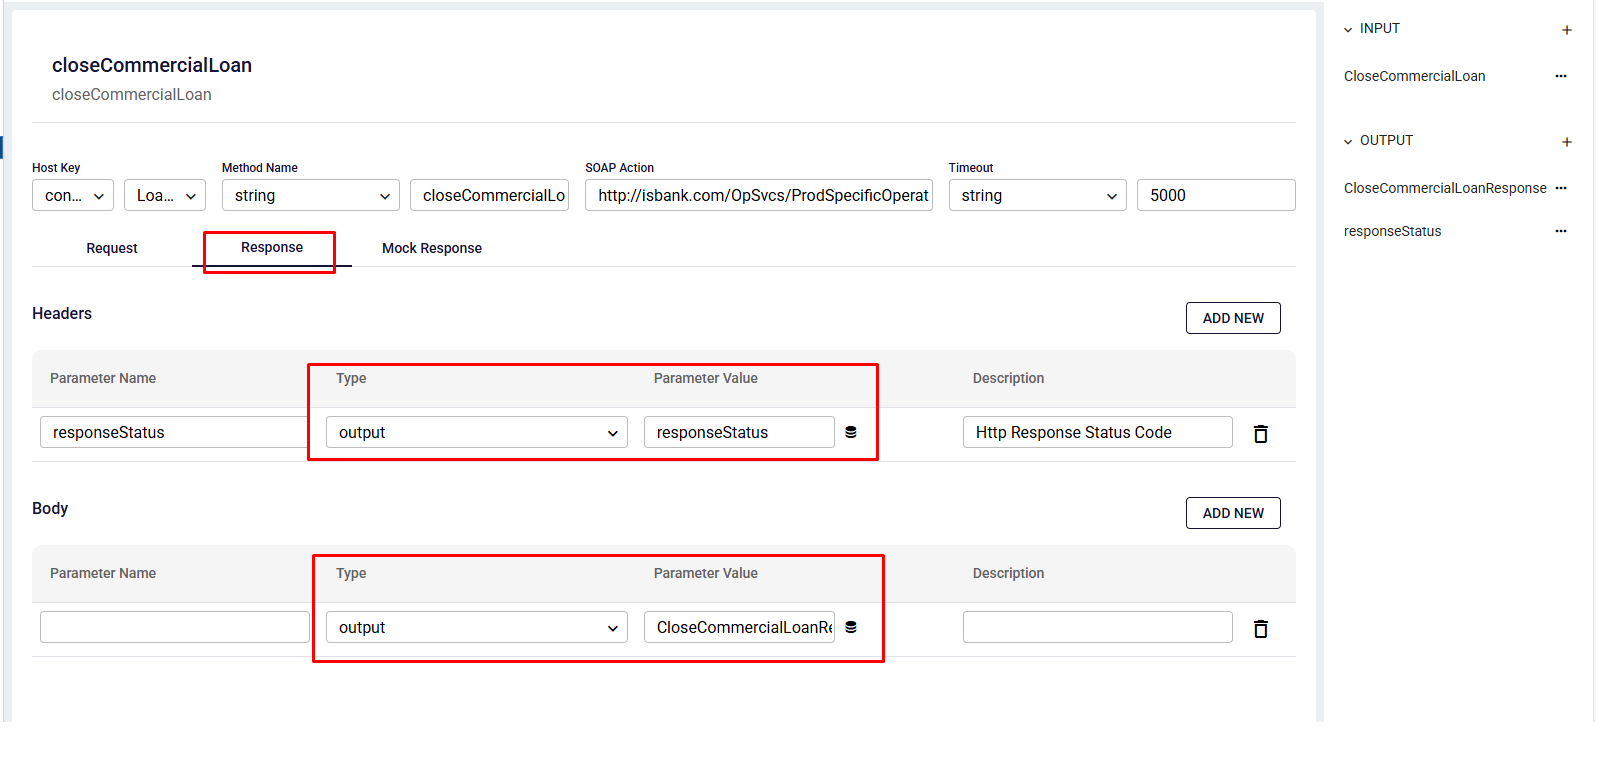 closeCommercialLoan
closeCommercialLoan
Host Key Method Name SOAP Action Timeout
con... Loa... string closeCommercialLo http://isbank.com/OpSvcs/ProdSpecificOperat string 5000
Request Response Mock Response
Headers ADD NEW
Parameter Name Type Parameter Value Description
responseStatus output responseStatus Http Response Status Code
Body ADD NEW
Parameter Name Type Parameter Value Description
output CloseCommercialLoanRe
INPUT
CloseCommercialLoan
OUTPUT
CloseCommercialLoanResponse
responseStatus